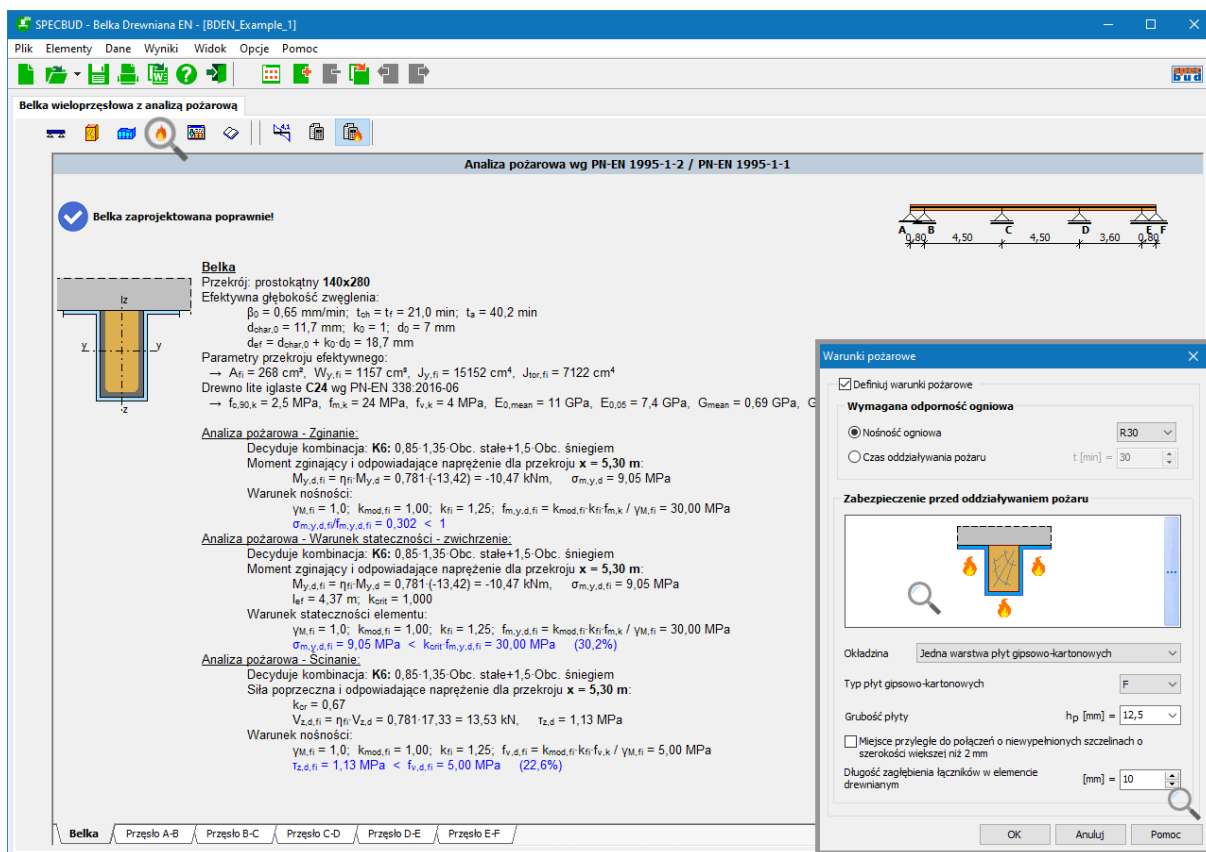 SPECBUD - Belka Drewniana EN - [BDEN_Example_1]
Plik Elementy Dane Wyniki Widok Opcje Pomoc
Belka wieloprzęsłowa z analizą pożarową
Analiza pożarowa wg PN-EN 1995-1-2 / PN-EN 1995-1-1
Belka zaprojektowana poprawnie!
A B C D E F
0,80 4,50 4,50 3,60 0,80
Belka
Przekrój: prostokątny 140x280
Efektywna głębokość zwęglenia:
β₀ = 0,65 mm/min; tch = tf = 21,0 min; ta = 40,2 min
dchar,0 = 11,7 mm; k₀ = 1; d₀ = 7 mm
def = dchar,0 + k₀·d₀ = 18,7 mm
Parametry przekroju efektywnego:
→ Afi = 268 cm², Wy,fi = 1157 cm³, Jy,fi = 15152 cm⁴, Jtor,fi = 7122 cm⁴
Drewno lite iglaste C24 wg PN-EN 338:2016-06
→ fc,90,k = 2,5 MPa, fm,k = 24 MPa, fv,k = 4 MPa, E0,mean = 11 GPa, E0,05 = 7,4 GPa, Gmean = 0,69 GPa, G
Iz
y y
z
Analiza pożarowa - Zginanie:
Decyduje kombinacja: K6: 0,85·1,35·Obc. stałe+1,5·Obc. śniegiem
Moment zginający i odpowiadające naprężenie dla przekroju x = 5,30 m:
My,d,fi = ηfi·My,d = 0,781·(-13,42) = -10,47 kNm, σm,y,d = 9,05 MPa
Warunek nośności:
γM,fi = 1,0; kmod,fi = 1,00; kfi = 1,25; fm,y,d,fi = kmod,fi·kfi·fm,k / γM,fi = 30,00 MPa
σm,y,d,fi/fm,y,d,fi = 0,302 < 1
Analiza pożarowa - Warunek stateczności - zwichrzenie:
Decyduje kombinacja: K6: 0,85·1,35·Obc. stałe+1,5·Obc. śniegiem
Moment zginający i odpowiadające naprężenie dla przekroju x = 5,30 m:
My,d,fi = ηfi·My,d = 0,781·(-13,42) = -10,47 kNm, σm,y,d,fi = 9,05 MPa
lef = 4,37 m; kcrit = 1,000
Warunek stateczności elementu:
γM,fi = 1,0; kmod,fi = 1,00; kfi = 1,25; fm,y,d,fi = kmod,fi·kfi·fm,k / γM,fi = 30,00 MPa
σm,y,d,fi = 9,05 MPa < kcrit·fm,y,d,fi = 30,00 MPa (30,2%)
Analiza pożarowa - Ścinanie:
Decyduje kombinacja: K6: 0,85·1,35·Obc. stałe+1,5·Obc. śniegiem
Siła poprzeczna i odpowiadające naprężenie dla przekroju x = 5,30 m:
kcr = 0,67
Vz,d,fi = ηfi·Vz,d = 0,781·17,33 = 13,53 kN, τz,d = 1,13 MPa
Warunek nośności:
γM,fi = 1,0; kmod,fi = 1,00; kfi = 1,25; fv,d,fi = kmod,fi·kfi·fv,k / γM,fi = 5,00 MPa
τz,d,fi = 1,13 MPa < fv,d,fi = 5,00 MPa (22,6%)
Belka Przęsło A-B Przęsło B-C Przęsło C-D Przęsło D-E Przęsło E-F
Warunki pożarowe
Definiuj warunki pożarowe
Wymagana odporność ogniowa
Nośność ogniowa R30
Czas oddziaływania pożaru t [min] = 30
Zabezpieczenie przed oddziaływaniem pożaru
...
Okładzina Jedna warstwa płyt gipsowo-kartonowych
Typ płyt gipsowo-kartonowych F
Grubość płyty hp [mm] = 12,5
Miejsce przyległe do połączeń o niewypełnionych szczelinach o
szerokości większej niż 2 mm
Długość zagłębienia łączników w elemencie
drewnianym [mm] = 10
OK Anuluj Pomoc